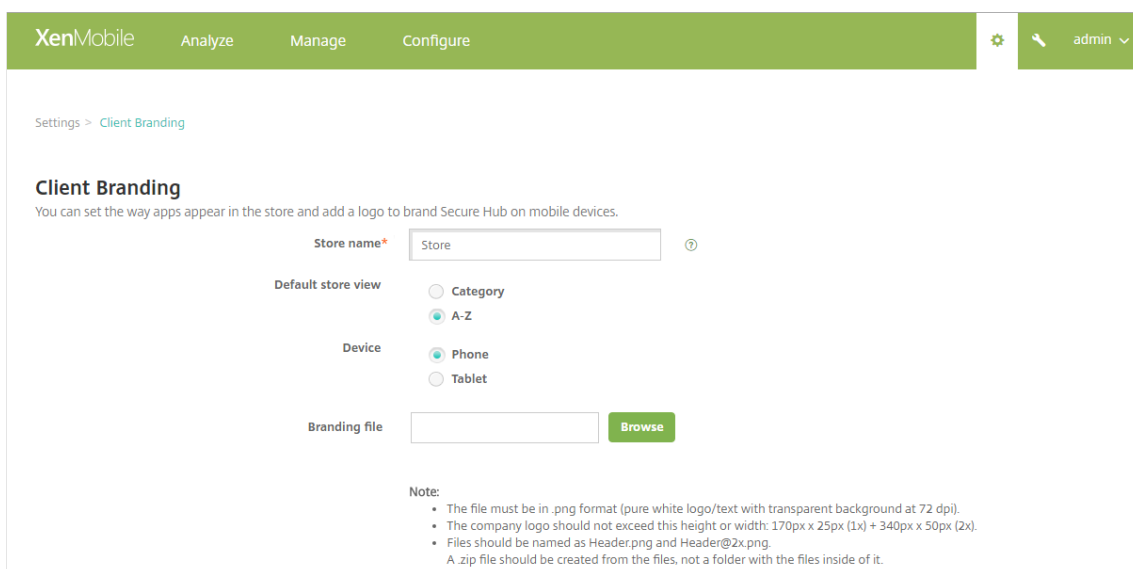 XenMobile Analyze Manage Configure admin
Settings > Client Branding
Client Branding
You can set the way apps appear in the store and add a logo to brand Secure Hub on mobile devices.
Store name* Store ?
Default store view
Category
A-Z
Device
Phone
Tablet
Branding file Browse
Note:
• The file must be in .png format (pure white logo/text with transparent background at 72 dpi).
• The company logo should not exceed this height or width: 170px x 25px (1x) + 340px x 50px (2x).
• Files should be named as Header.png and Header@2x.png.
A .zip file should be created from the files, not a folder with the files inside of it.